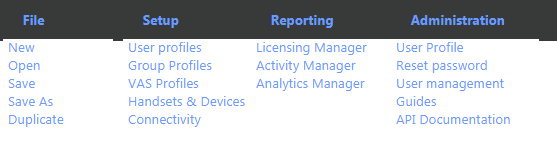 File Setup Reporting Administration
New User profiles Licensing Manager User Profile
Open Group Profiles Activity Manager Reset password
Save VAS Profiles Analytics Manager User management
Save As Handsets & Devices Guides
Duplicate Connectivity API Documentation